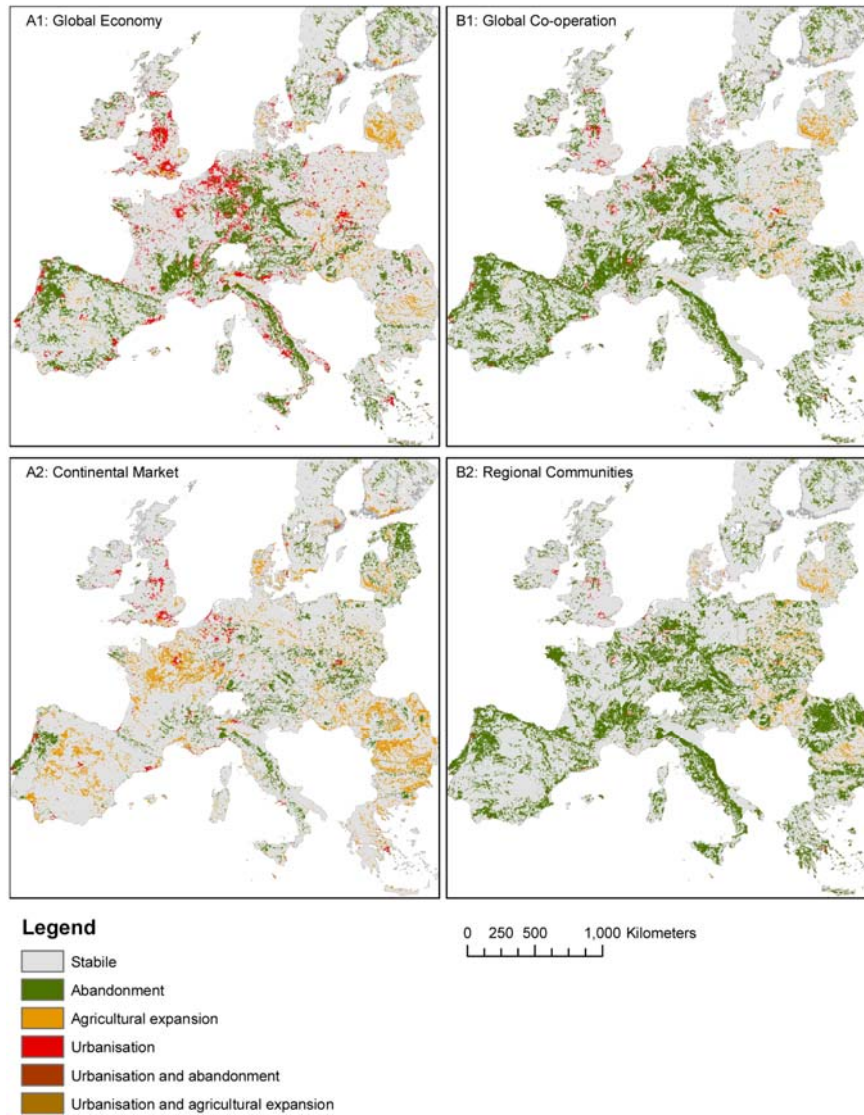 A1: Global Economy
B1: Global Co-operation
A2: Continental Market
B2: Regional Communities
Legend
Stabile
Abandonment
Agricultural expansion
Urbanisation
Urbanisation and abandonment
Urbanisation and agricultural expansion
0 250 500 1,000 Kilometers